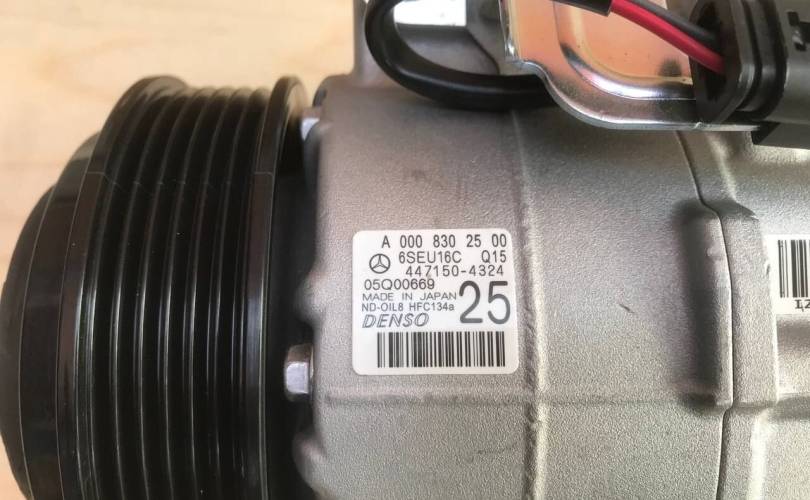 A 000 830 25 00
6SEU16C Q15
447150-4324
05Q00669
MADE IN JAPAN
ND-OIL8 HFC134a
DENSO 25